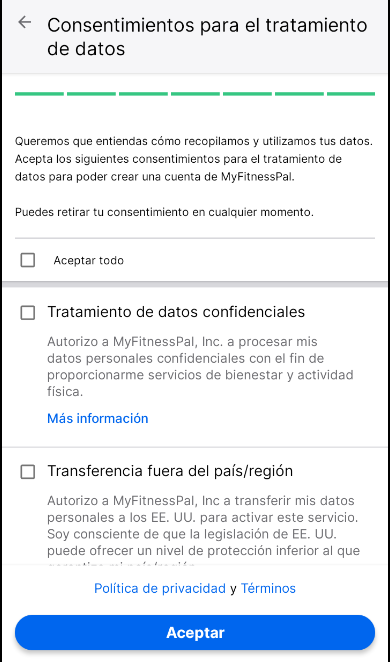 Consentimientos para el tratamiento
de datos
Queremos que entiendas cómo recopilamos y utilizamos tus datos.
Acepta los siguientes consentimientos para el tratamiento de
datos para poder crear una cuenta de MyFitnessPal.
Puedes retirar tu consentimiento en cualquier momento.
Aceptar todo
Tratamiento de datos confidenciales
Autorizo a MyFitnessPal, Inc. a procesar mis
datos personales confidenciales con el fin de
proporcionarme servicios de bienestar y actividad
física.
Más información
Transferencia fuera del país/región
Autorizo a MyFitnessPal, Inc a transferir mis datos
personales a los EE. UU. para activar este servicio.
Soy consciente de que la legislación de EE. UU.
puede ofrecer un nivel de protección inferior al que
Política de privacidad y Términos
Aceptar